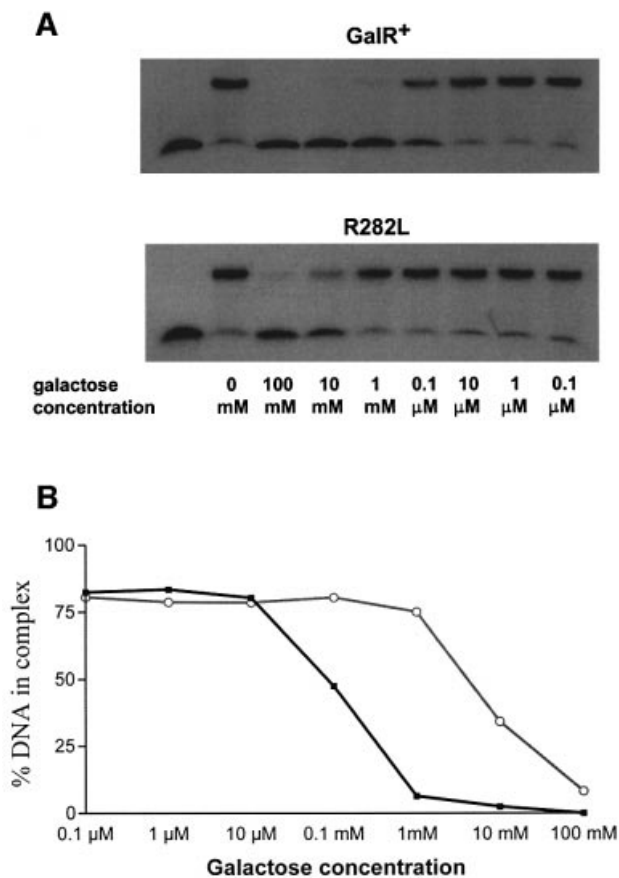 A
GalR+
R282L
galactose 0 100 10 1 0.1 10 1 0.1
concentration mM mM mM mM μM μM μM μM
B
100
75
50
25
0
% DNA in complex
0.1 μM 1 μM 10 μM 0.1 mM 1mM 10 mM 100 mM
Galactose concentration